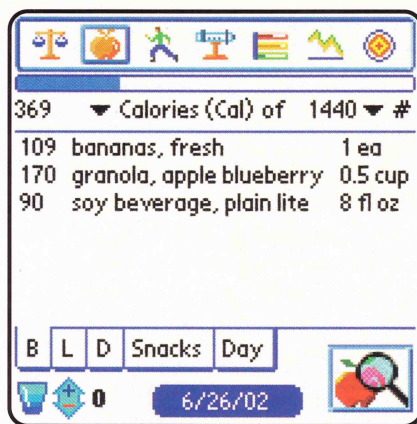 369 ▼ Calories (Cal) of 1440 ▼ #
109 bananas, fresh 1 ea
170 granola, apple blueberry 0.5 cup
90 soy beverage, plain lite 8 fl oz
B L D Snacks Day
0 6/26/02